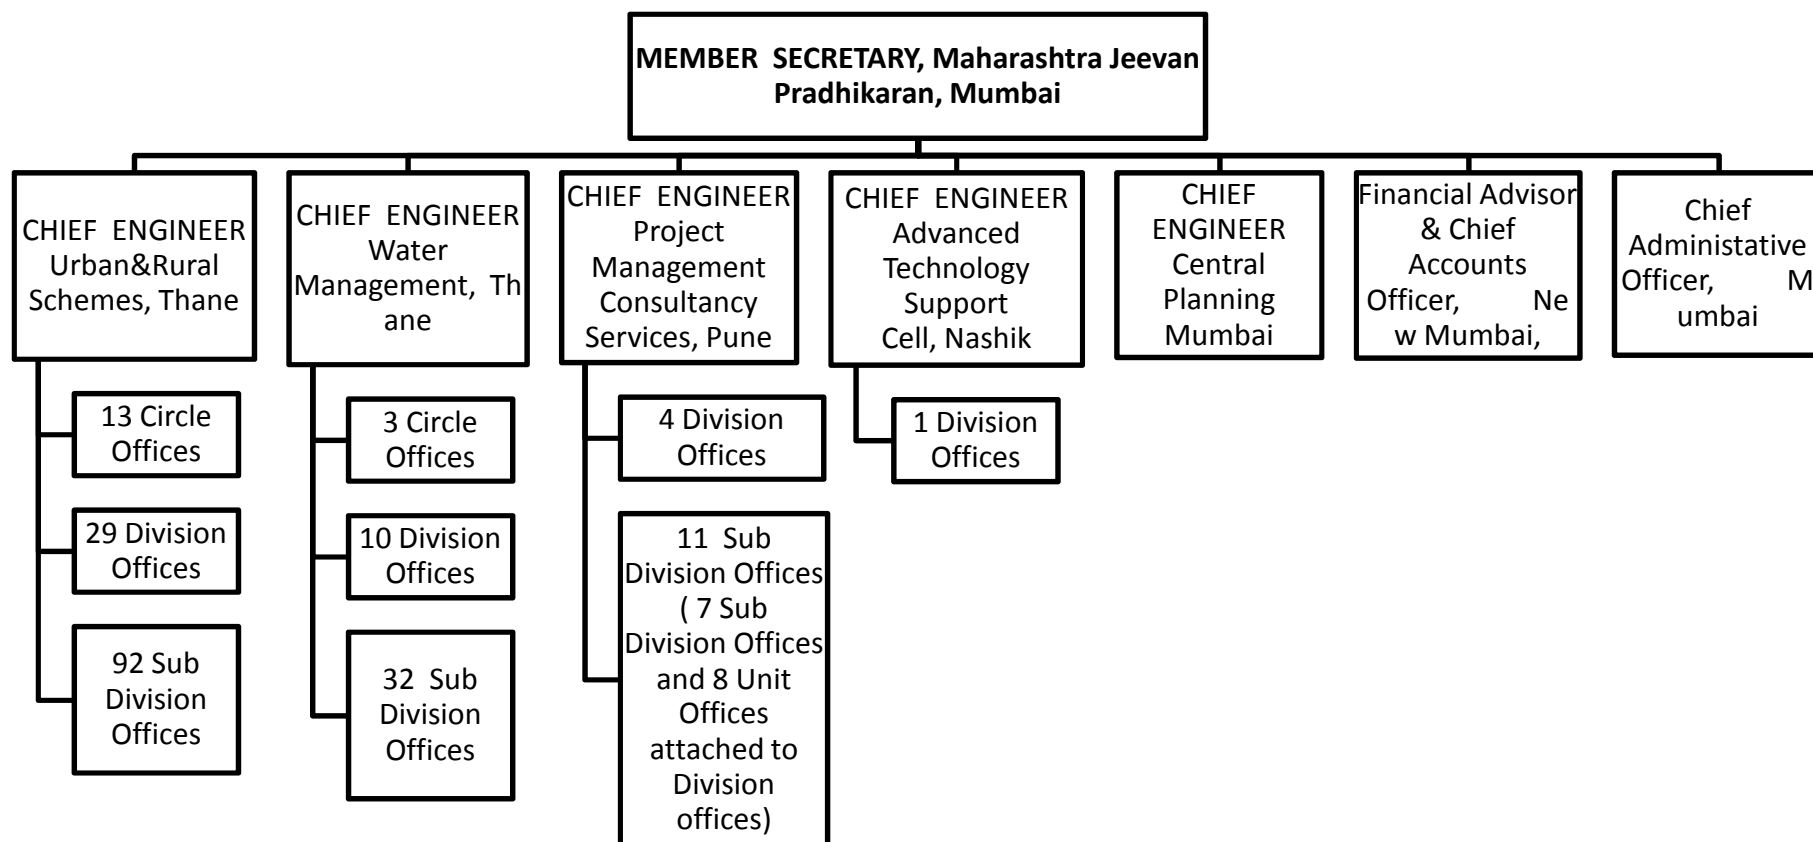 MEMBER  SECRETARY, Maharashtra Jeevan
Pradhikaran, Mumbai
CHIEF  ENGINEER
Urban&Rural
Schemes, Thane
13 Circle
Offices
29 Division
Offices
92 Sub
Division
Offices
CHIEF  ENGINEER
Water
Management,  Th
ane
3 Circle
Offices
10 Division
Offices
32  Sub
Division
Offices
CHIEF  ENGINEER
Project
Management
Consultancy
Services, Pune
4 Division
Offices
11  Sub
Division Offices
( 7 Sub
Division Offices
and 8 Unit
Offices
attached to
Division
offices)
CHIEF  ENGINEER
Advanced
Technology
Support
Cell, Nashik
1 Division
Offices
CHIEF
ENGINEER
Central
Planning
Mumbai
Financial Advisor
& Chief
Accounts
Officer,       Ne
w Mumbai,
Chief
Administative
Officer,       M
umbai